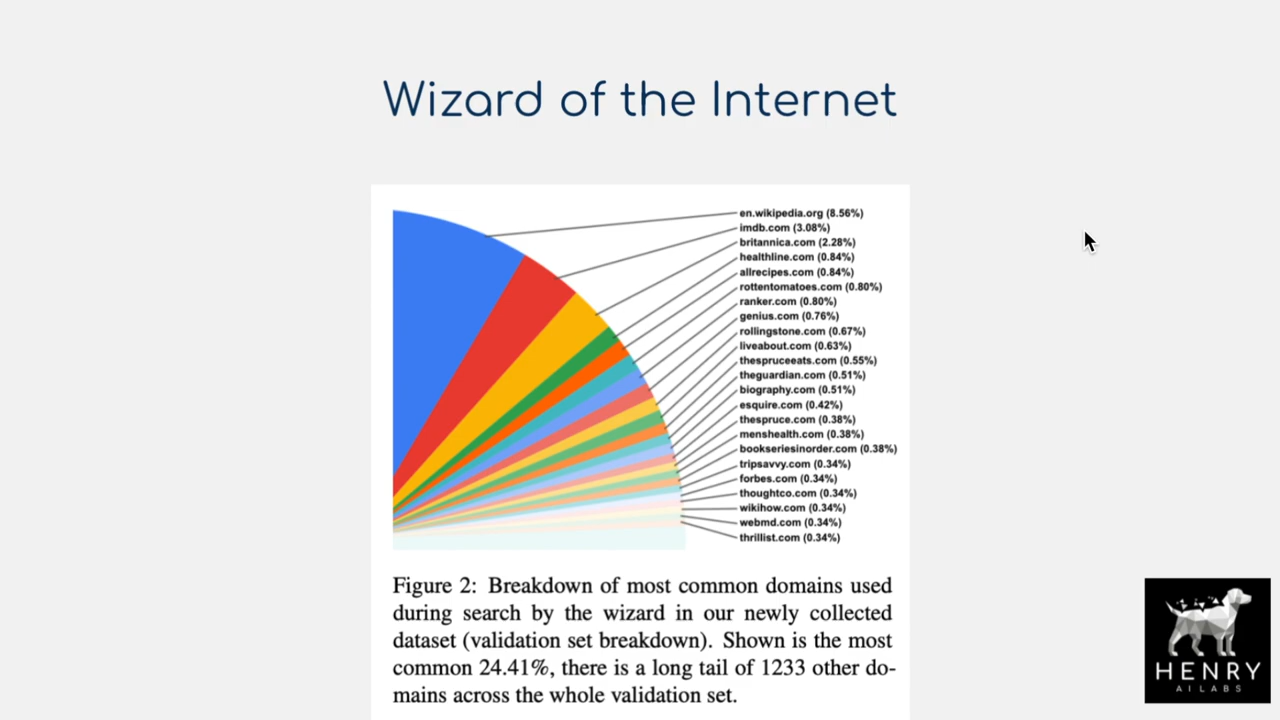 Wizard of the Internet
en.wikipedia.org (8.56%)
imdb.com (3.08%)
britannica.com (2.28%)
healthline.com (0.84%)
allrecipes.com (0.84%)
rottentomatoes.com (0.80%)
ranker.com (0.80%)
genius.com (0.76%)
rollingstone.com (0.67%)
liveabout.com (0.63%)
thespruceeats.com (0.55%)
theguardian.com (0.51%)
biography.com (0.51%)
esquire.com (0.42%)
thespruce.com (0.38%)
menshealth.com (0.38%)
bookseriesinorder.com (0.38%)
tripsavvy.com (0.34%)
forbes.com (0.34%)
thoughtco.com (0.34%)
wikihow.com (0.34%)
webmd.com (0.34%)
thrillist.com (0.34%)
Figure 2: Breakdown of most common domains used
during search by the wizard in our newly collected
dataset (validation set breakdown). Shown is the most
common 24.41%, there is a long tail of 1233 other do-
mains across the whole validation set.
HENRY
AI LABS